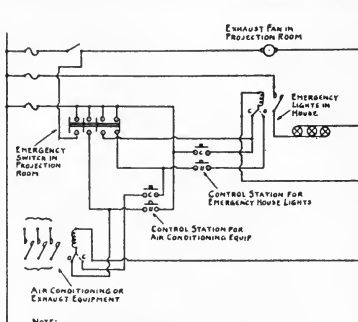 EXHAUST FAN IN
PROJECTION ROOM
EMERGENCY
LIGHTS IN
HOUSE
C O
EMERGENCY
SWITCH IN
PROJECTION
ROOM
C
O
CONTROL STATION FOR
EMERGENCY HOUSE LIGHTS
C
O
CONTROL STATION FOR
AIR CONDITIONING EQUIP
O C
AIR CONDITIONING OR
EXHAUST EQUIPMENT
NOTE: